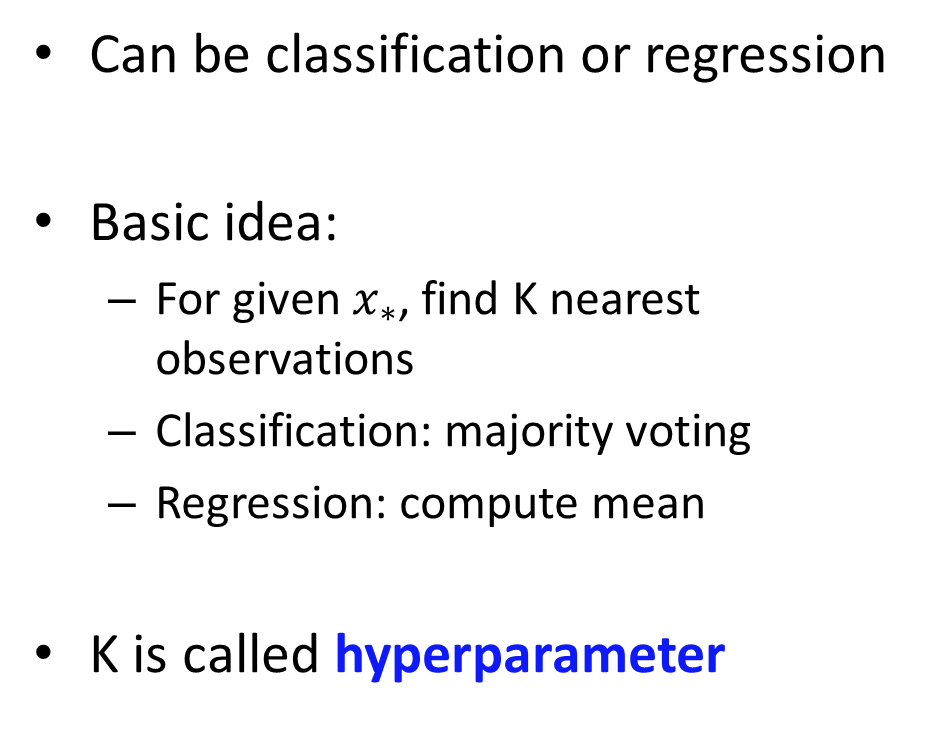 • Can be classification or regression
• Basic idea:
– For given x*, find K nearest
observations
– Classification: majority voting
– Regression: compute mean
• K is called hyperparameter